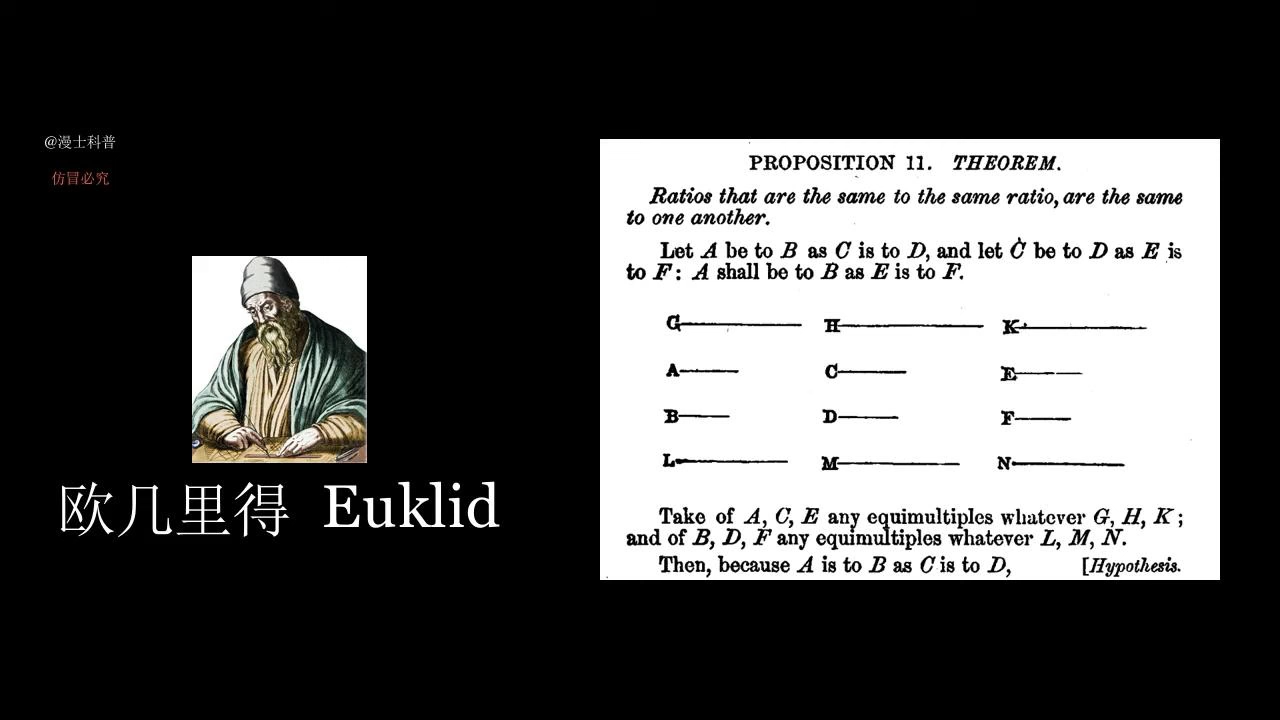 @漫士科普
仿冒必究
欧几里得 Euklid
PROPOSITION 11. THEOREM.
Ratios that are the same to the same ratio, are the same
to one another.
Let A be to B as C is to D, and let C be to D as E is
to F: A shall be to B as E is to F.
G H K
A C E
B D F
L M N
Take of A, C, E any equimultiples whatever G, H, K;
and of B, D, F any equimultiples whatever L, M, N.
Then, because A is to B as C is to D, [Hypothesis.